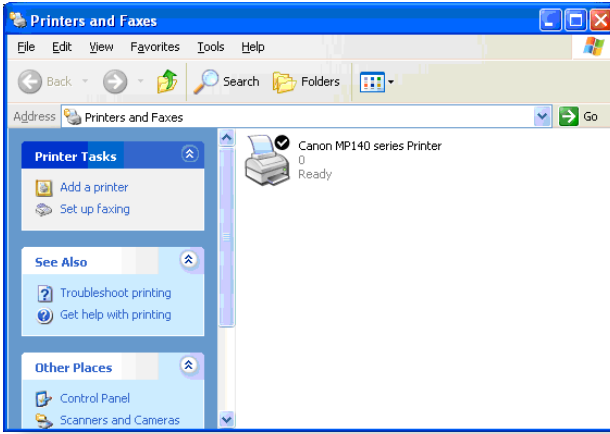 Printers and Faxes
File Edit View Favorites Tools Help
Back Search Folders
Address Printers and Faxes Go
Printer Tasks
Add a printer
Set up faxing
See Also
Troubleshoot printing
Get help with printing
Other Places
Control Panel
Scanners and Cameras
Canon MP140 series Printer
0
Ready